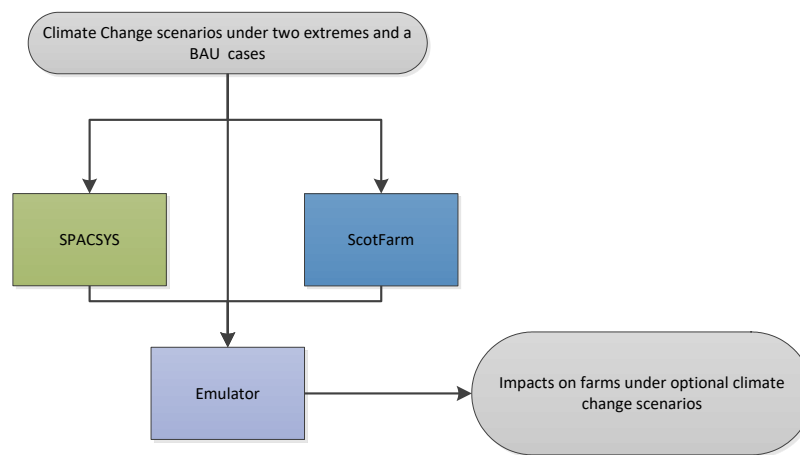 Climate Change scenarios under two extremes and a
BAU cases
SPACSYS
ScotFarm
Emulator
Impacts on farms under optional climate
change scenarios